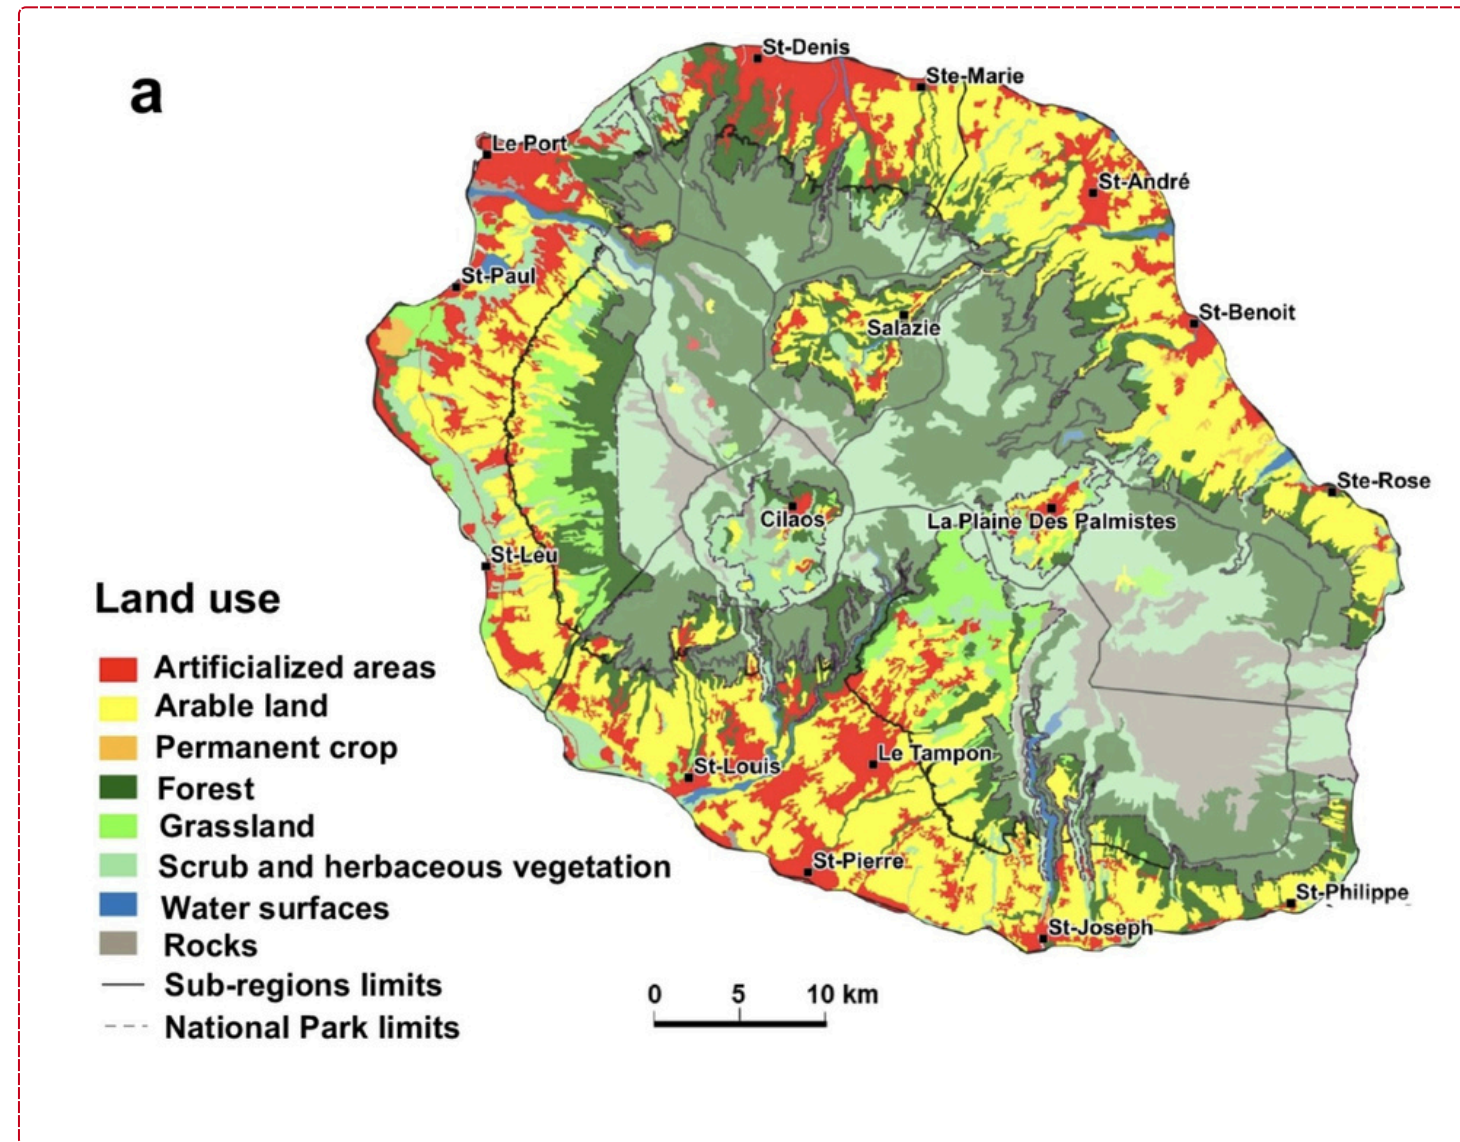 a
St-Denis
Ste-Marie
Le Port
St-André
St-Paul
St-Benoit
Salazie
Ste-Rose
Cilaos
La Plaine Des Palmistes
St-Leu
Le Tampon
St-Louis
St-Pierre
St-Philippe
St-Joseph
Land use
Artificialized areas
Arable land
Permanent crop
Forest
Grassland
Scrub and herbaceous vegetation
Water surfaces
Rocks
Sub-regions limits
National Park limits
0 5 10 km